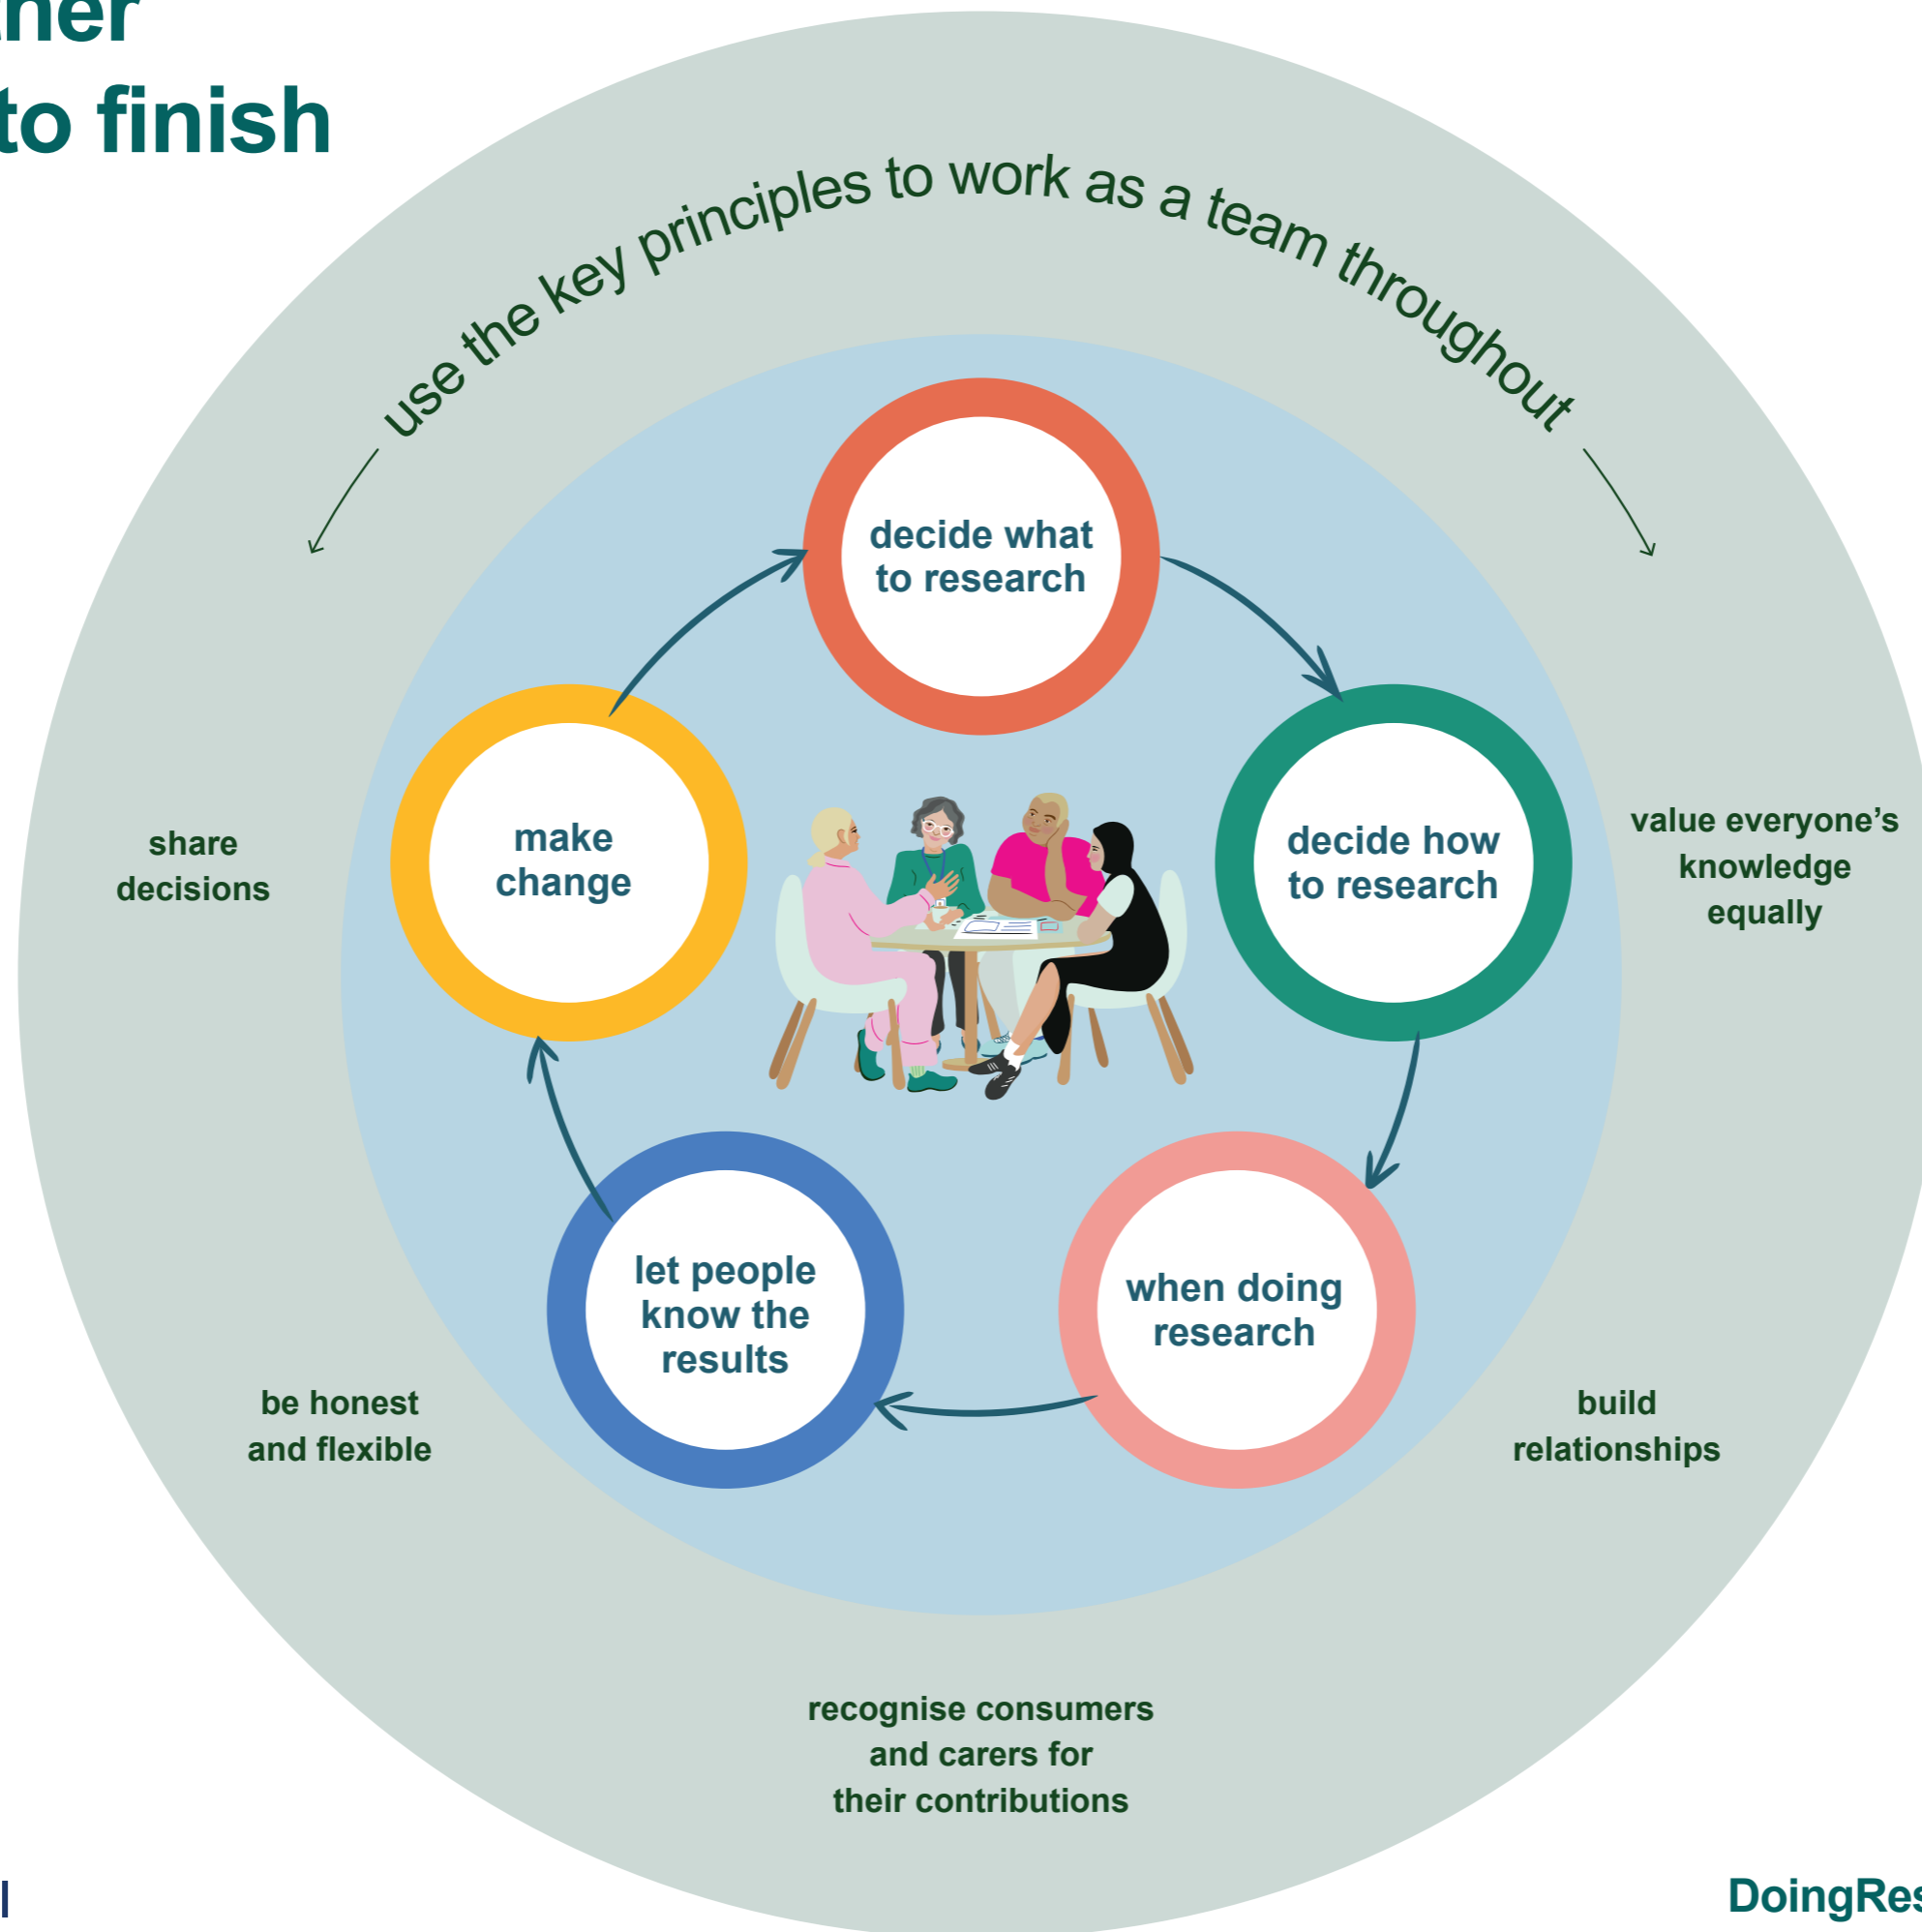 to finish
use the key principles to work as a team throughout
decide what
to research
decide how
to research
when doing
research
let people
know the
results
make
change
value everyone's
knowledge
equally
build
relationships
recognise consumers
and carers for
their contributions
be honest
and flexible
share
decisions